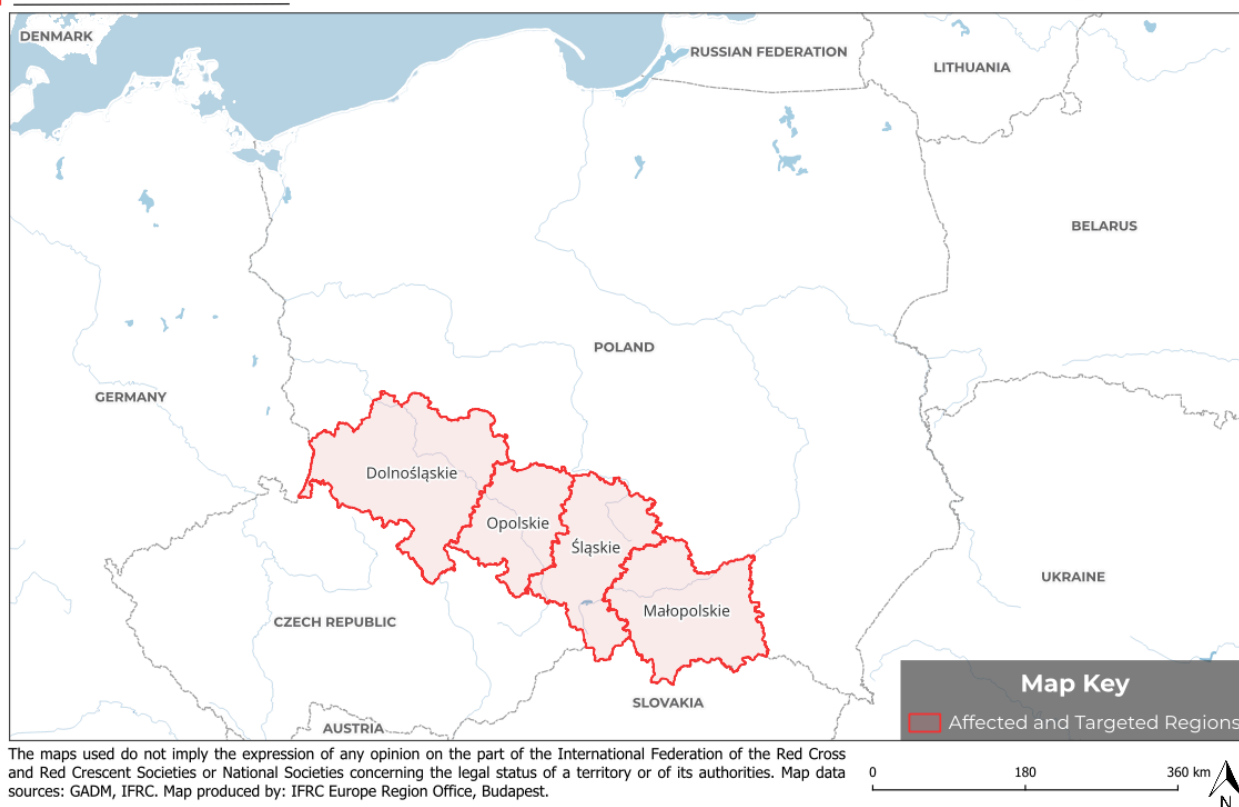 DENMARK
RUSSIAN FEDERATION
LITHUANIA
BELARUS
POLAND
GERMANY
Dolnośląskie
Opolskie
Śląskie
UKRAINE
Małopolskie
CZECH REPUBLIC
Map Key
SLOVAKIA
Affected and Targeted Regions
AUSTRIA
The maps used do not imply the expression of any opinion on the part of the International Federation of the Red Cross
and Red Crescent Societies or National Societies concerning the legal status of a territory or of its authorities. Map data
sources: GADM, IFRC. Map produced by: IFRC Europe Region Office, Budapest.
0 180 360 km
N